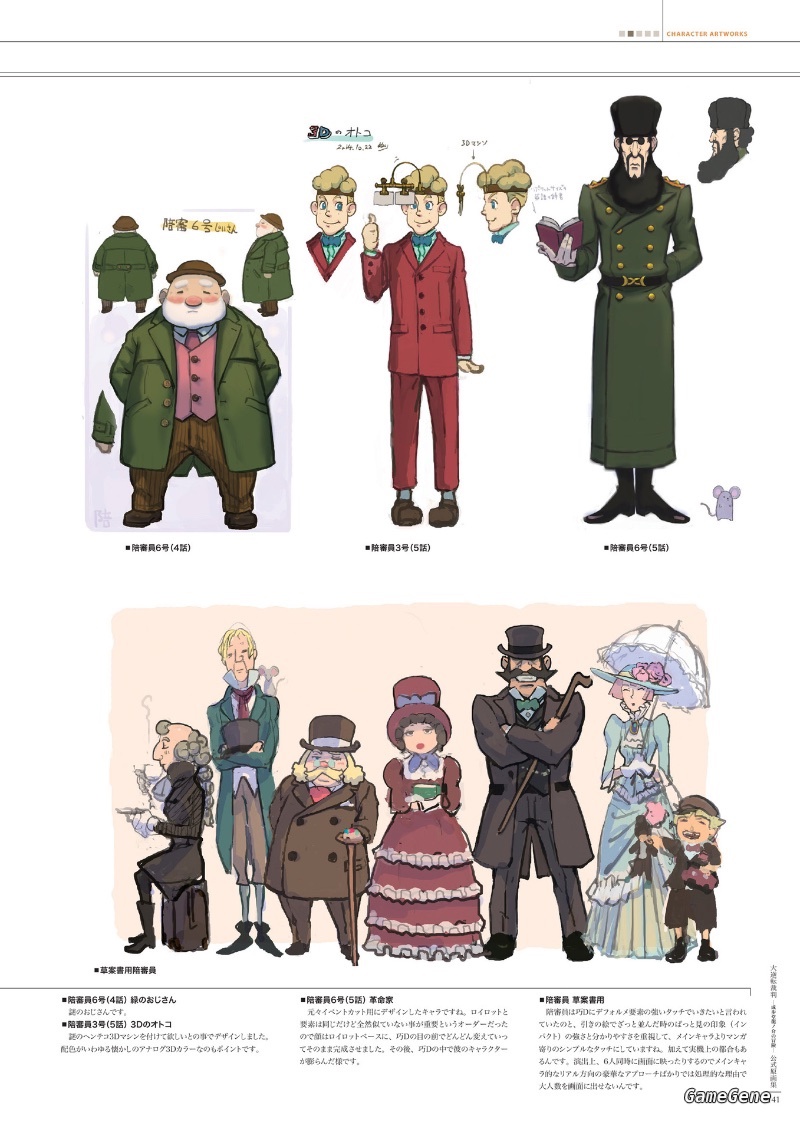 CHARACTER ARTWORKS
3Dのオトコ
2014.10.22
3Dマシン
陪審6号じいさん
陪
■陪審員6号(4話)
■陪審員3号(5話)
■陪審員6号(5話)
■草案書用陪審員
■陪審員6号(4話) 緑のおじさん
謎のおじさんです。
■陪審員3号(5話) 3Dのオトコ
謎のヘンテコ3Dマシンを付けて欲しいとの事でデザインしました。
配色がいわゆる懐かしのアナログ3Dカラーなのもポイントです。
■陪審員6号(5話) 革命家
元々イベントカット用にデザインしたキャラですね。ロイロットと
要素は同じだけど全然似ていない事が重要というオーダーだった
ので顔はロイロットベースに、巧Dの目の前でどんどん変えていっ
てそのまま完成させました。その後、巧Dの中で彼のキャラクター
が膨らんだ様です。
■陪審員 草案書用
陪審員は巧Dにデフォルメ要素の強いタッチでいきたいと言われ
ていたのと、引きの絵でざっと並んだ時のぱっと見の印象(イン
パクト)の強さと分かりやすさを重視して、メインキャラよりマンガ
寄りのシンプルなタッチにしていますね。加えて実機上の都合もあ
るんです。演出上、6人同時に画面に映ったりするのでメインキャ
ラ的なリアル方向の豪華なアプローチばかりでは処理的な理由で
大人数を画面に出せないんです。
大逆転裁判 —成歩堂龍ノ介の冒險— 公式原画集
GameGene
41